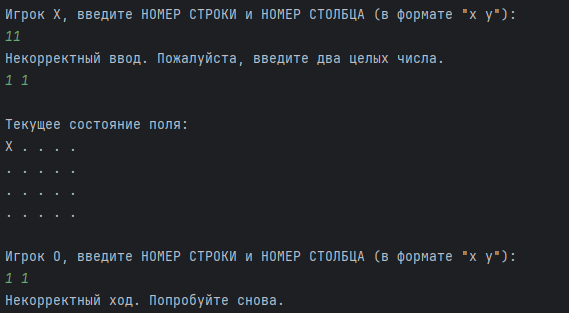 Игрок X, введите НОМЕР СТРОКИ и НОМЕР СТОЛБЦА (в формате "x y"):
11
Некорректный ввод. Пожалуйста, введите два целых числа.
1 1
Текущее состояние поля:
X . . . .
. . . . .
. . . . .
. . . . .
Игрок O, введите НОМЕР СТРОКИ и НОМЕР СТОЛБЦА (в формате "x y"):
1 1
Некорректный ход. Попробуйте снова.